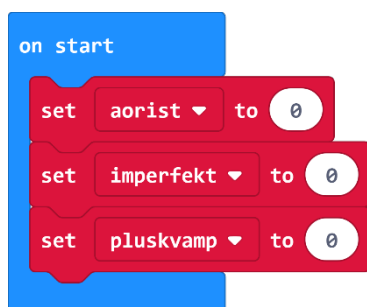 on start
set aorist to 0
set imperfekt to 0
set pluskvamp to 0